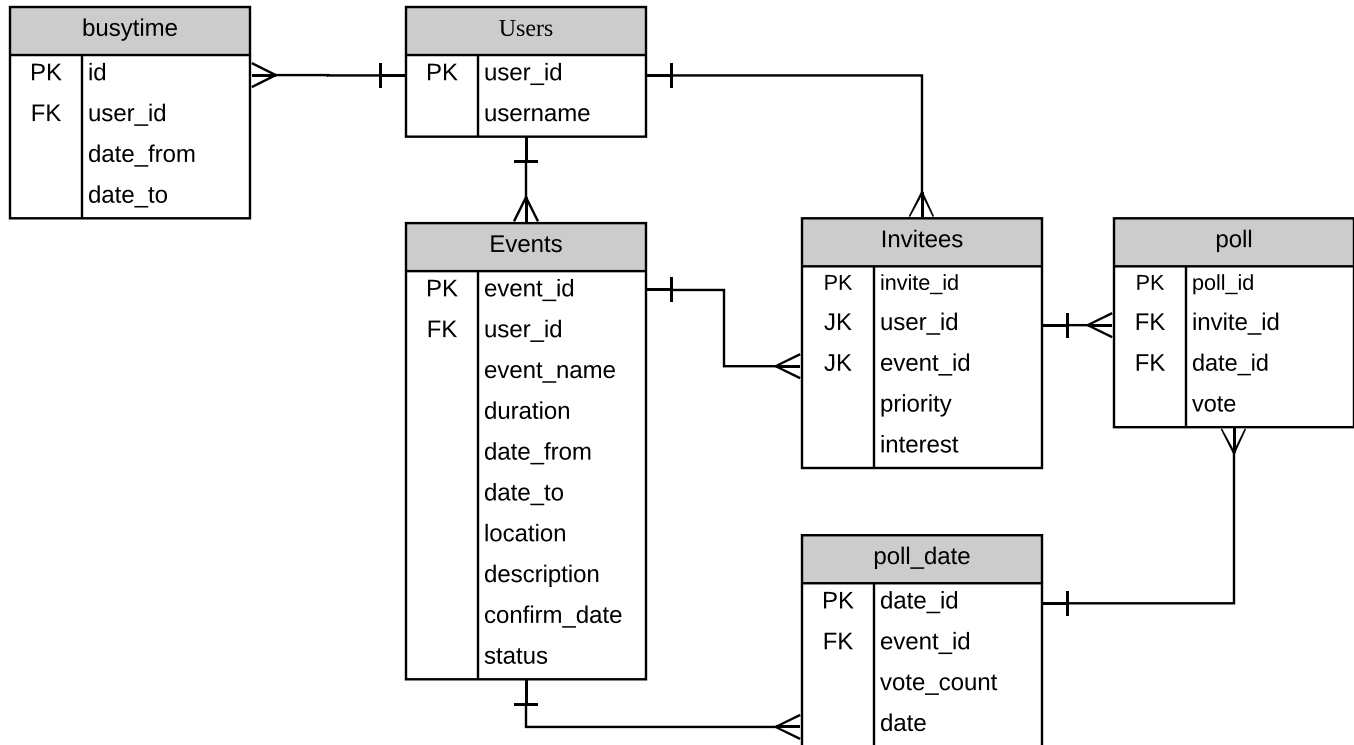 busytime
PK id
FK user_id
date_from
date_to
Users
PK user_id
username
Events
PK event_id
FK user_id
event_name
duration
date_from
date_to
location
description
confirm_date
status
Invitees
PK invite_id
JK user_id
JK event_id
priority
interest
poll
PK poll_id
FK invite_id
FK date_id
vote
poll_date
PK date_id
FK event_id
vote_count
date